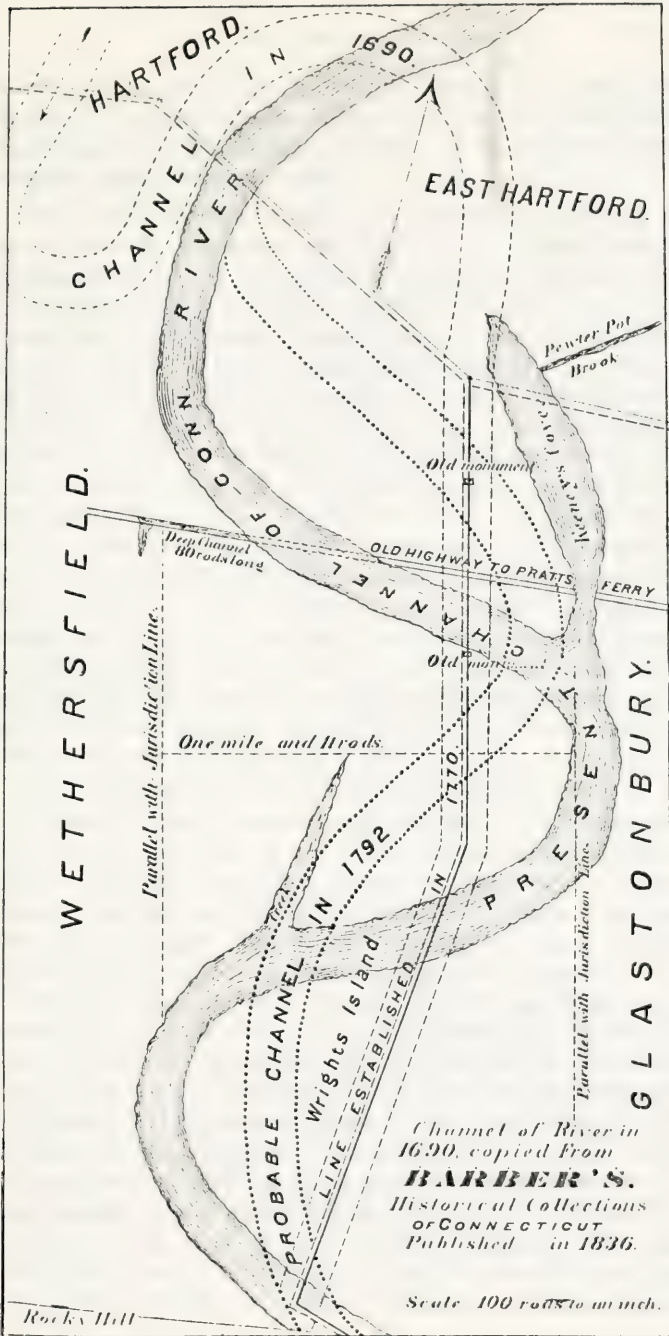 HARTFORD.
CHANNEL IN 1690.
EAST HARTFORD.
PRESENT CHANNEL OF CONN RIVER
Pewter Pot
Brook
Keney's Cove
Old monument
WETHERSFIELD.
Deep Channel
80 rods long
OLD HIGHWAY TO PRATTS FERRY
Old mon
Parallel with Jurisdiction Line.
One mile and 11 rods.
GLASTONBURY.
PROBABLE CHANNEL IN 1792
Wrights Island
LINE ESTABLISHED IN 1770.
Parallel with Jurisdiction Line.
Channel of River in
1690, copied From
BARBER'S.
Historical Collections
OF CONNECTICUT
Published in 1836.
Scale 100 rods to an inch.
Rocky Hill